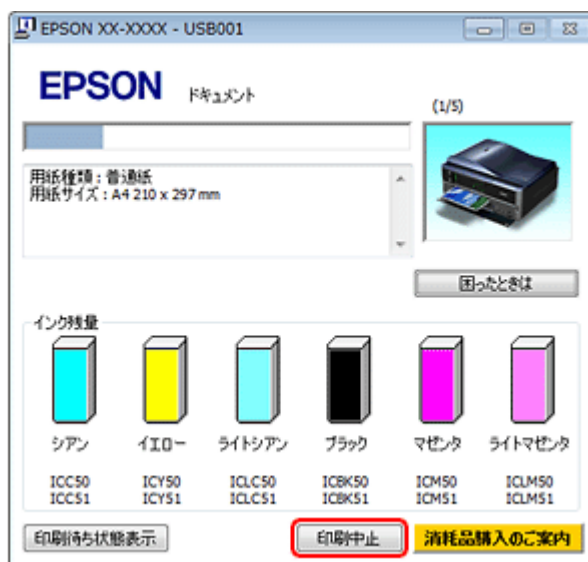 EPSON XX-XXXX - USB001
EPSON ドキュメント
(1/5)
用紙種類 : 普通紙
用紙サイズ : A4 210 x 297 mm
困ったときは
インク残量
シアン イエロー ライトシアン ブラック マゼンタ ライトマゼンタ
ICC50 ICY50 ICLC50 ICBK50 ICM50 ICLM50
ICC51 ICY51 ICLC51 ICBK51 ICM51 ICLM51
印刷待ち状態表示 印刷中止 消耗品購入のご案内